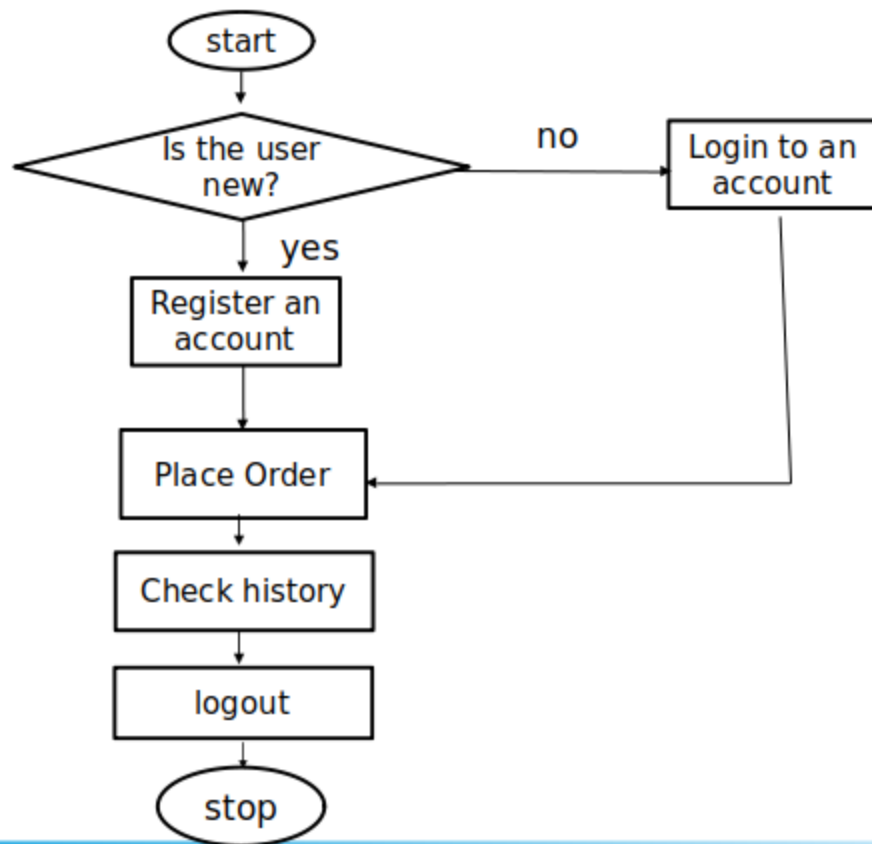 start
Is the user
new?
no
Login to an
account
yes
Register an
account
Place Order
Check history
logout
stop